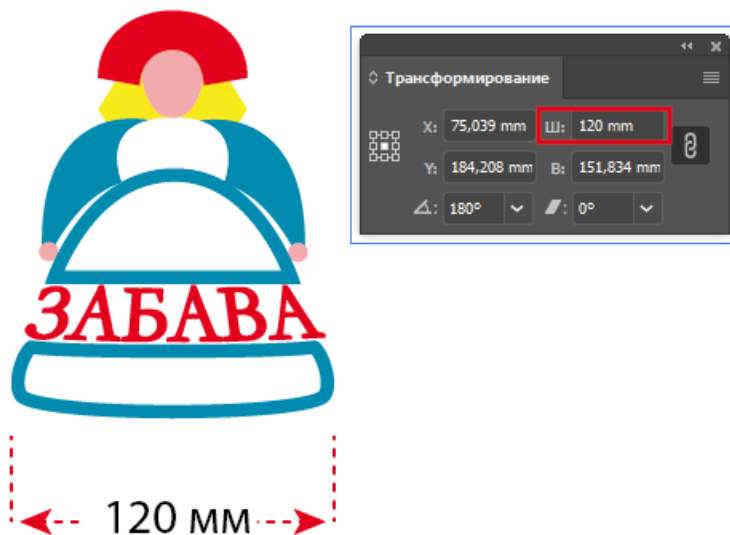 Трансформирование
X: 75,039 mm Ш: 120 mm
Y: 184,208 mm В: 151,834 mm
180° 0°
ЗАБАВА
120 мм